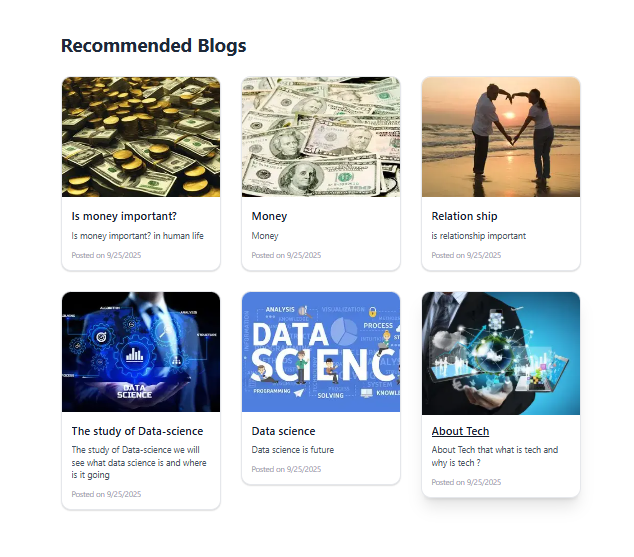 Recommended Blogs
Is money important?
Is money important? in human life
Posted on 9/25/2025
Money
Money
Posted on 9/25/2025
Relation ship
is relationship important
Posted on 9/25/2025
DATA
SCIENCE
The study of Data-science
The study of Data-science we will
see what data science is and where
is it going
Posted on 9/25/2025
ANALYSIS
VISUALIZATION
PROCESS
DATA
SCIENC
PROGRAMMING
SOLVING
SYSTEM
KNOWL
Data science
Data science is future
Posted on 9/25/2025
About Tech
About Tech that what is tech and
why is tech ?
Posted on 9/25/2025